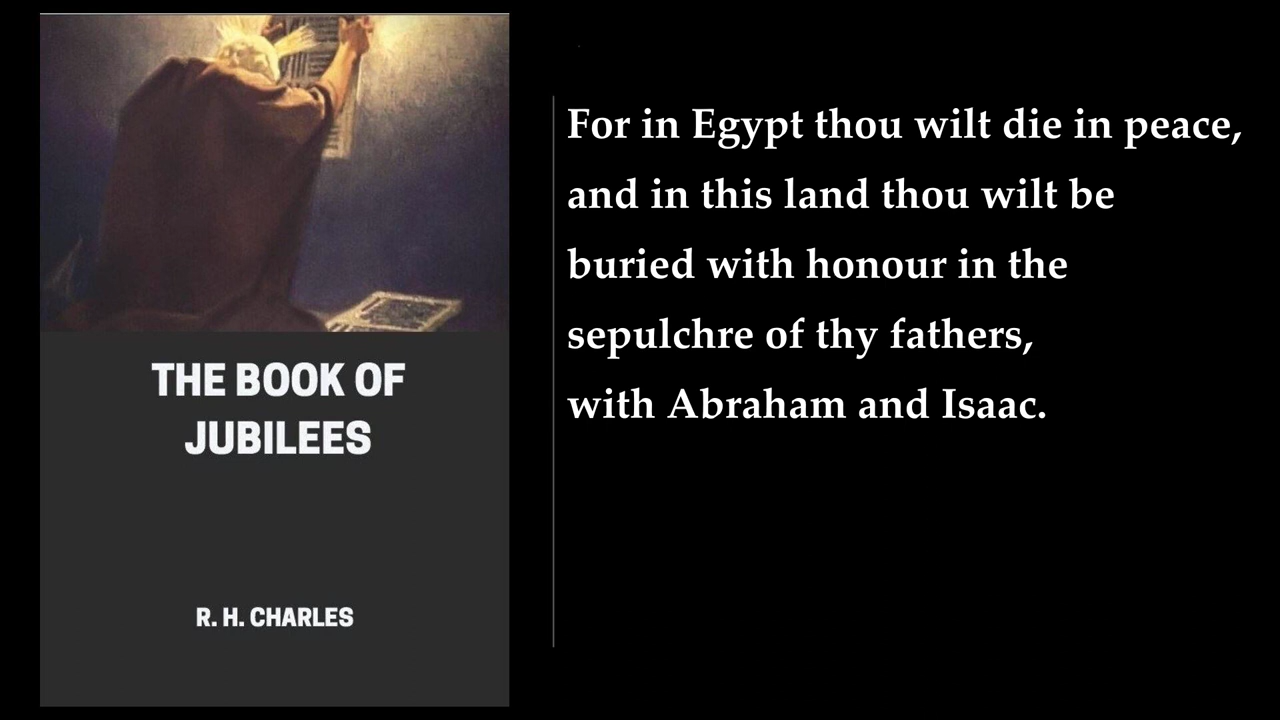 THE BOOK OF
JUBILEES
R. H. CHARLES
For in Egypt thou wilt die in peace,
and in this land thou wilt be
buried with honour in the
sepulchre of thy fathers,
with Abraham and Isaac.